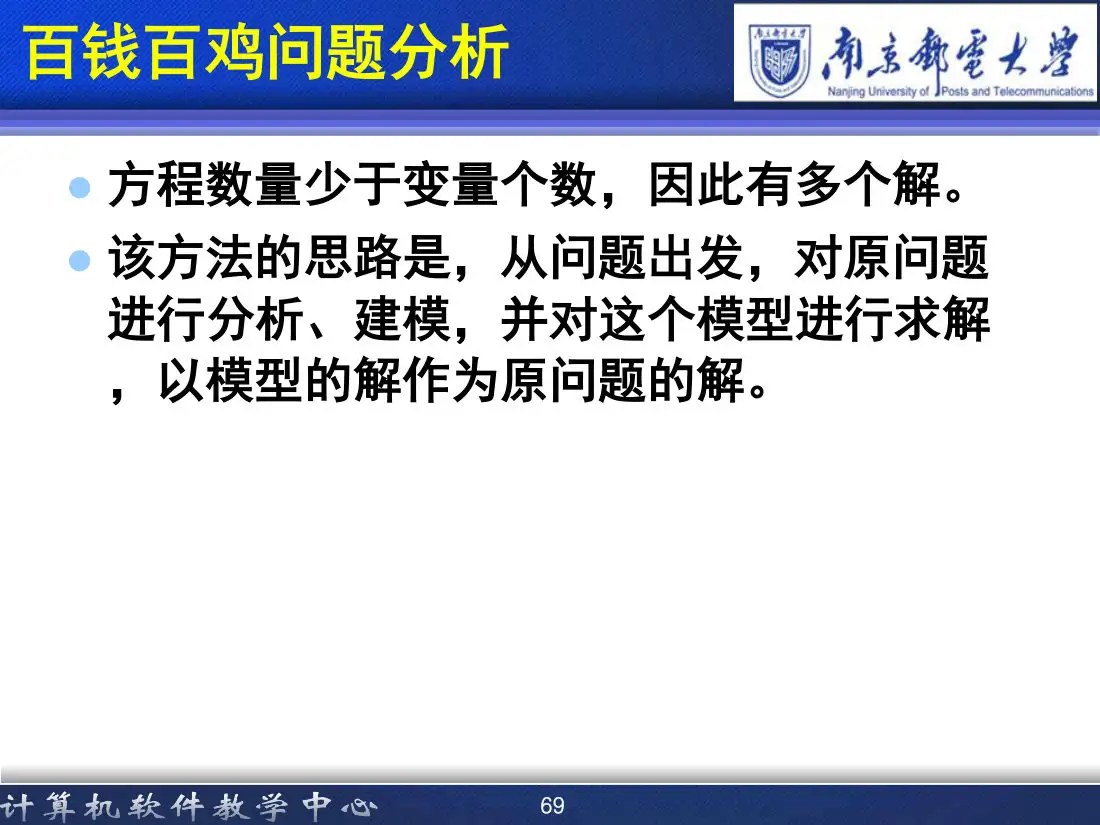 百钱百鸡问题分析
南京郵電大學
Nanjing University of Posts and Telecommunications
方程数量少于变量个数，因此有多个解。
该方法的思路是，从问题出发，对原问题
进行分析、建模，并对这个模型进行求解
，以模型的解作为原问题的解。
计算机软件教学中心
69